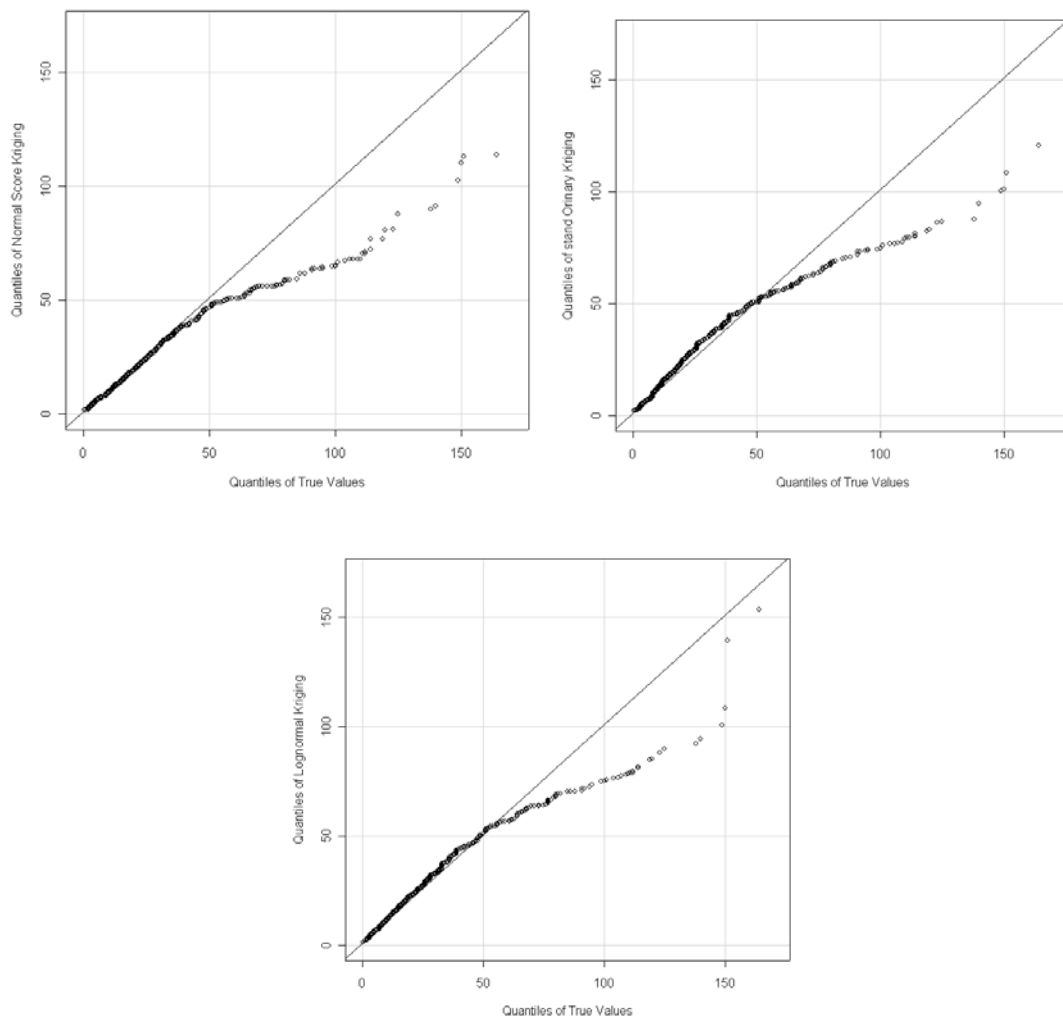 150
100
50
0
Quantiles of Normal Score Kriging
0 50 100 150
Quantiles of True Values
150
100
50
0
Quantiles of stand Orinary Kriging
0 50 100 150
Quantiles of True Values
150
100
50
0
Quantiles of Lognormal Kriging
0 50 100 150
Quantiles of True Values